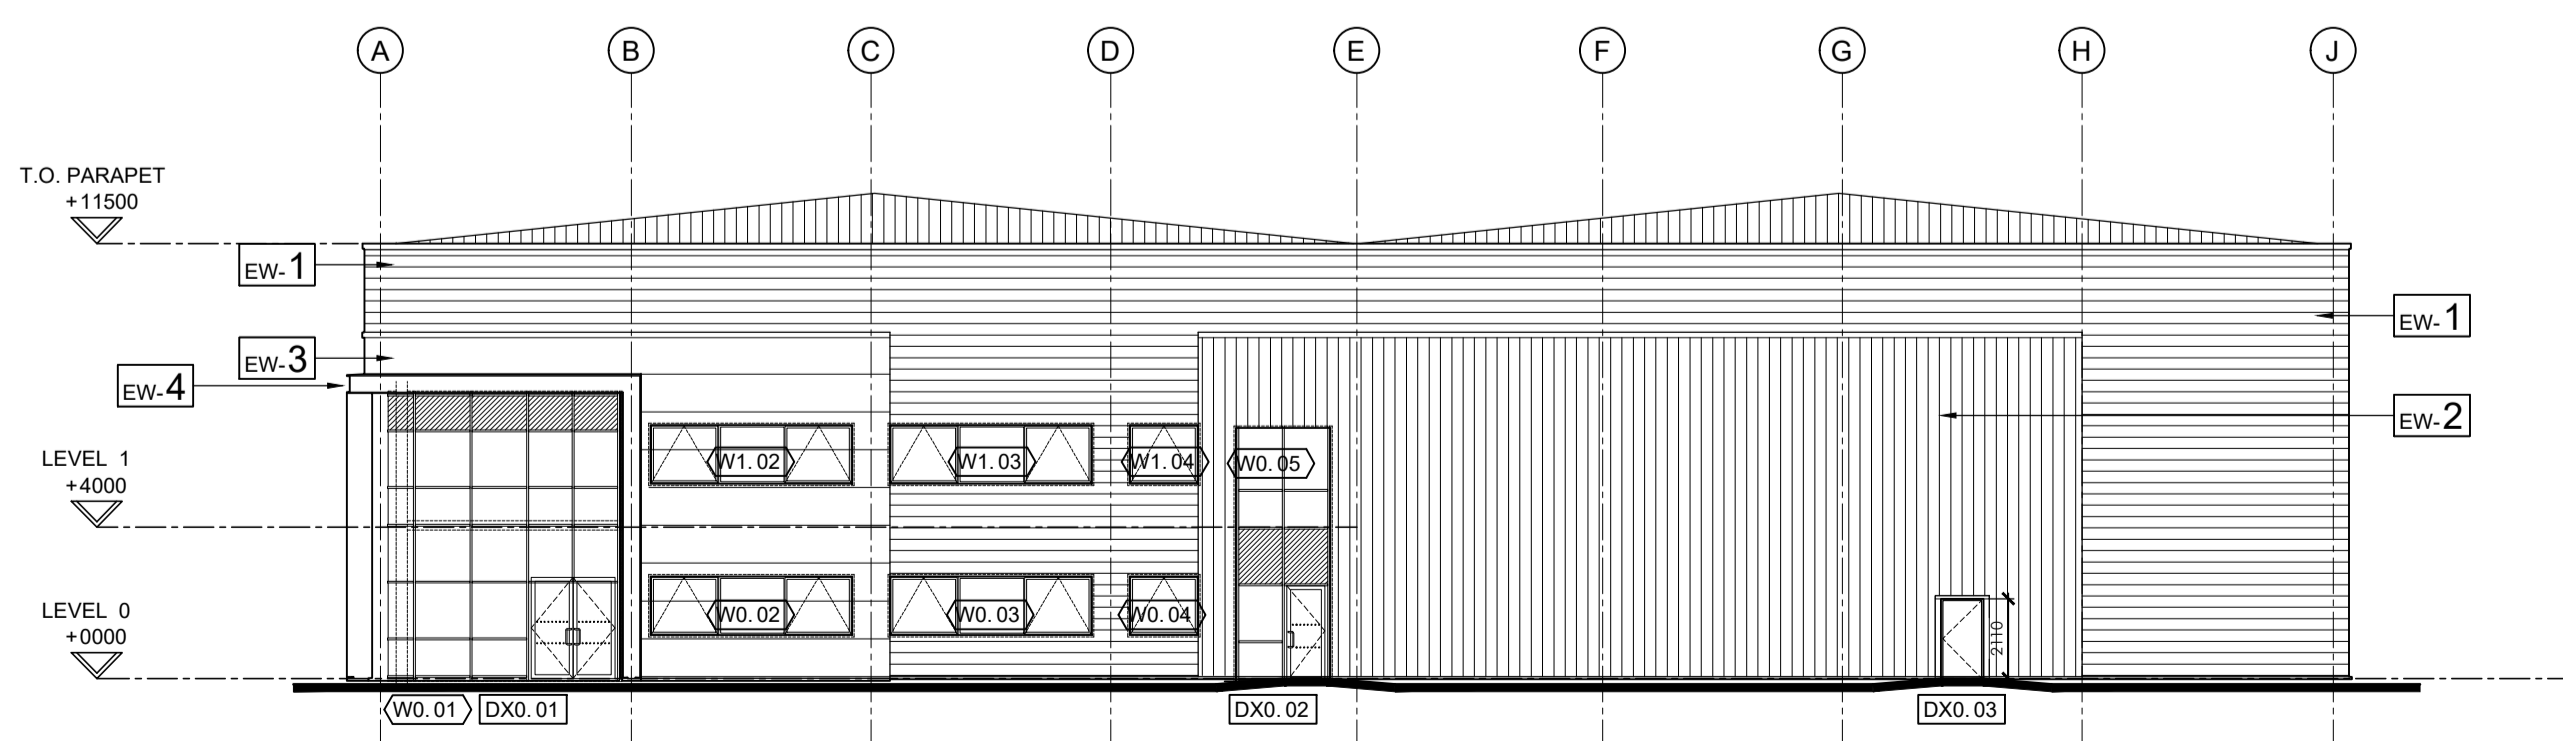 A B C D E F G H J
T.O. PARAPET
+11500
EW-1
EW-1
EW-3
EW-4
EW-2
LEVEL 1
+4000
W1.02 W1.03 W1.04 W0.05
LEVEL 0
+0000
W0.02 W0.03 W0.04
2110
W0.01 DX0.01 DX0.02 DX0.03